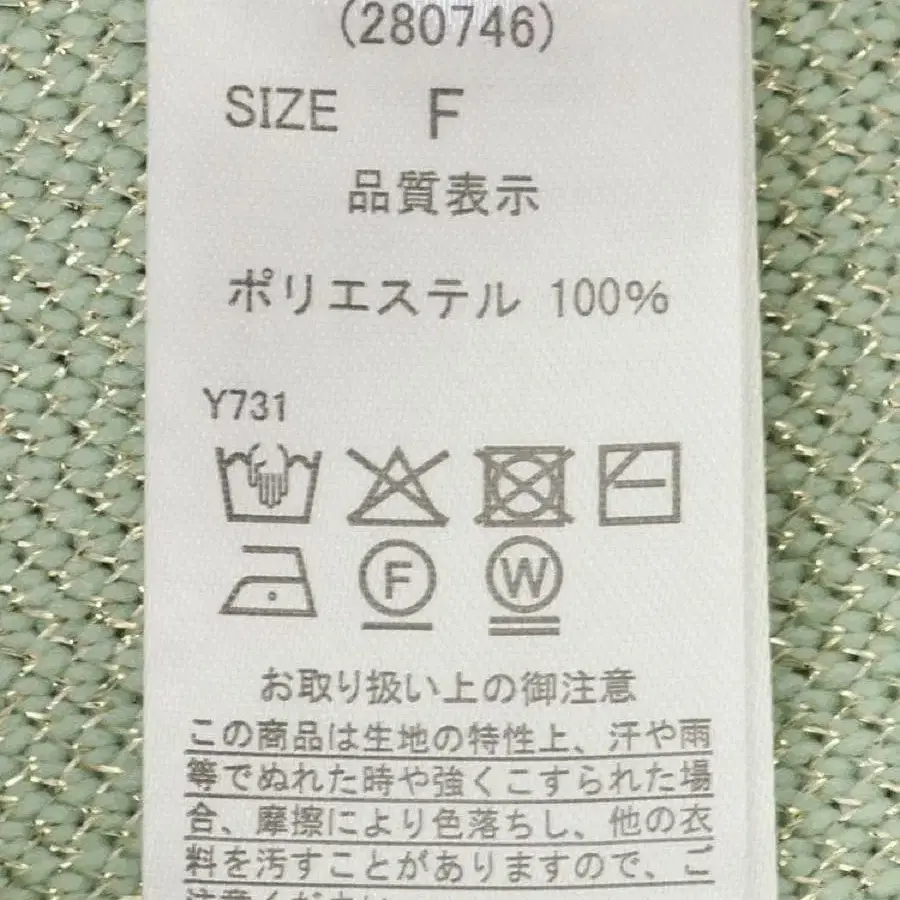 (280746)
SIZE F
品質表示
ポリエステル 100%
Y731
F W
お取り扱い上の御注意
この商品は生地の特性上、汗や雨
等でぬれた時や強くこすられた場
合、摩擦により色落ちし、他の衣
料を汚すことがありますので、ご